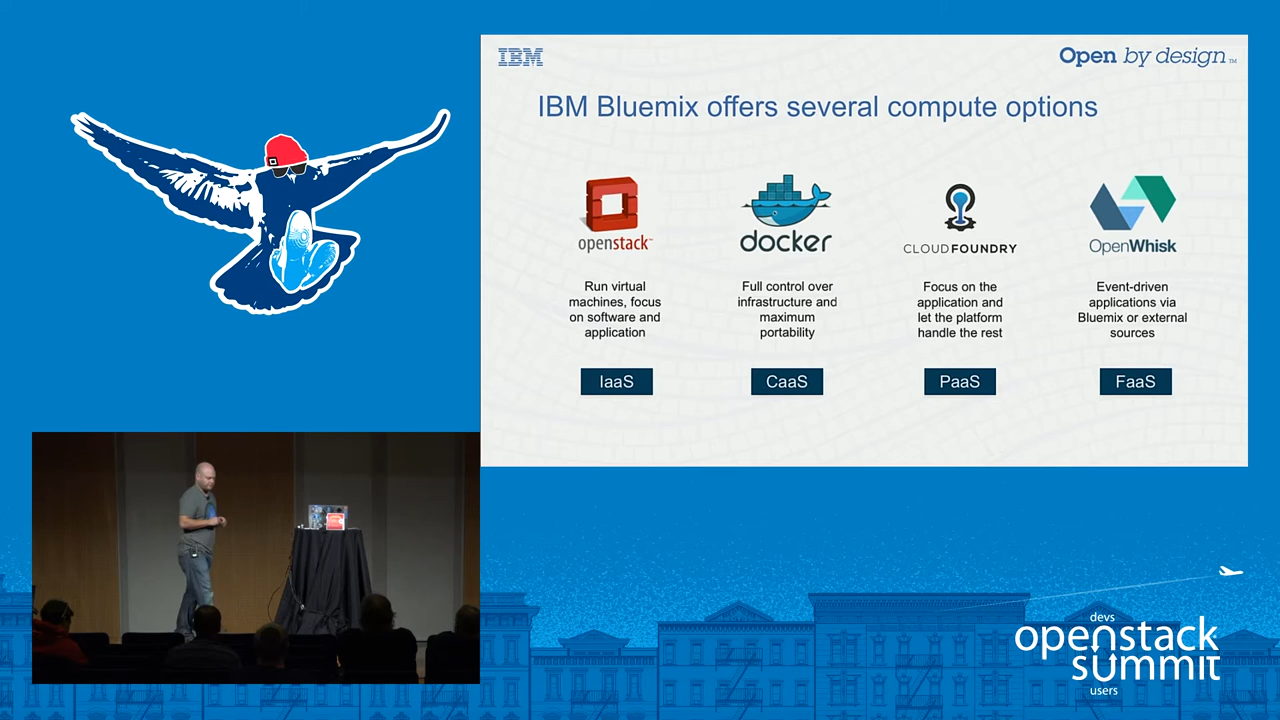 IBM
Open by design™
IBM Bluemix offers several compute options
openstack™
Run virtual
machines, focus
on software and
application
IaaS
docker
Full control over
infrastructure and
maximum
portability
CaaS
CLOUDFOUNDRY
Focus on the
application and
let the platform
handle the rest
PaaS
OpenWhisk
Event-driven
applications via
Bluemix or external
sources
FaaS
devs
openstack
summit
users